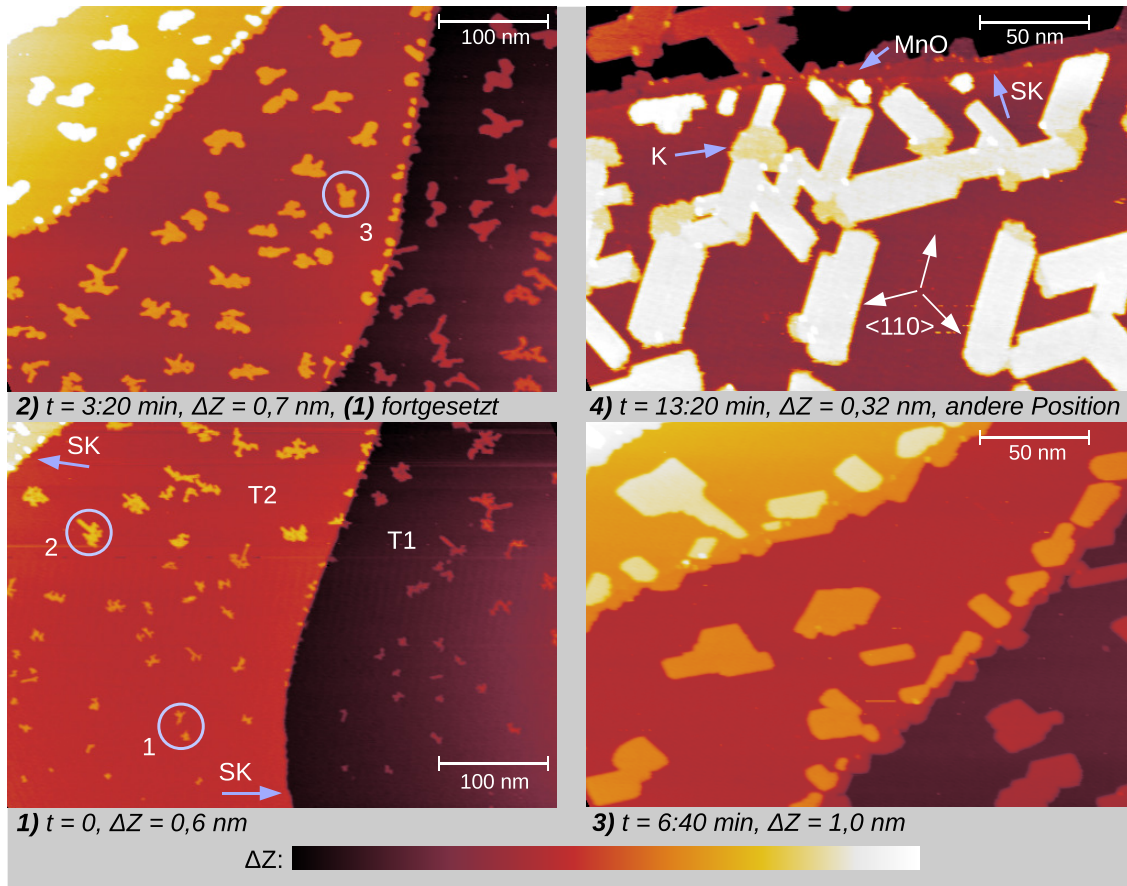 100 nm
3
2) t = 3:20 min, ΔZ = 0,7 nm, (1) fortgesetzt
50 nm
MnO
SK
K
<110>
4) t = 13:20 min, ΔZ = 0,32 nm, andere Position
SK
T2
2
T1
1
SK
100 nm
1) t = 0, ΔZ = 0,6 nm
50 nm
3) t = 6:40 min, ΔZ = 1,0 nm
ΔZ: